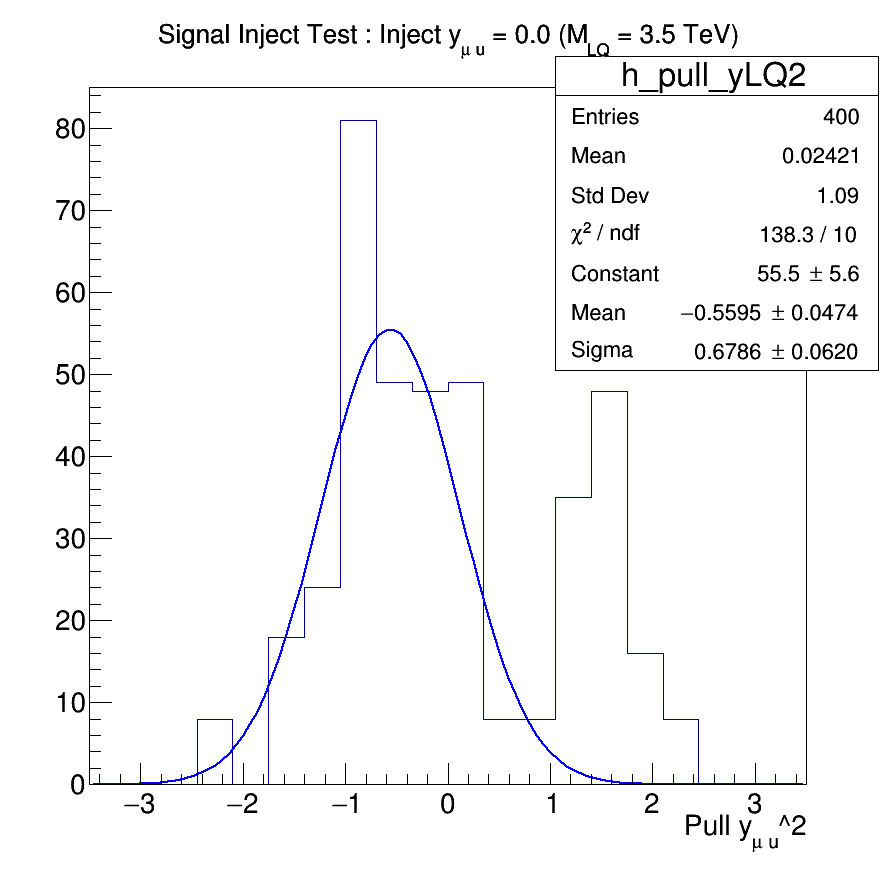 Signal Inject Test : Inject y_μ u = 0.0 (M_LQ = 3.5 TeV)
h_pull_yLQ2
Entries 400
Mean 0.02421
Std Dev 1.09
χ² / ndf 138.3 / 10
Constant 55.5 ± 5.6
Mean −0.5595 ± 0.0474
Sigma 0.6786 ± 0.0620
80
70
60
50
40
30
20
10
0
−3 −2 −1 0 1 2 3
Pull y_μ u^2